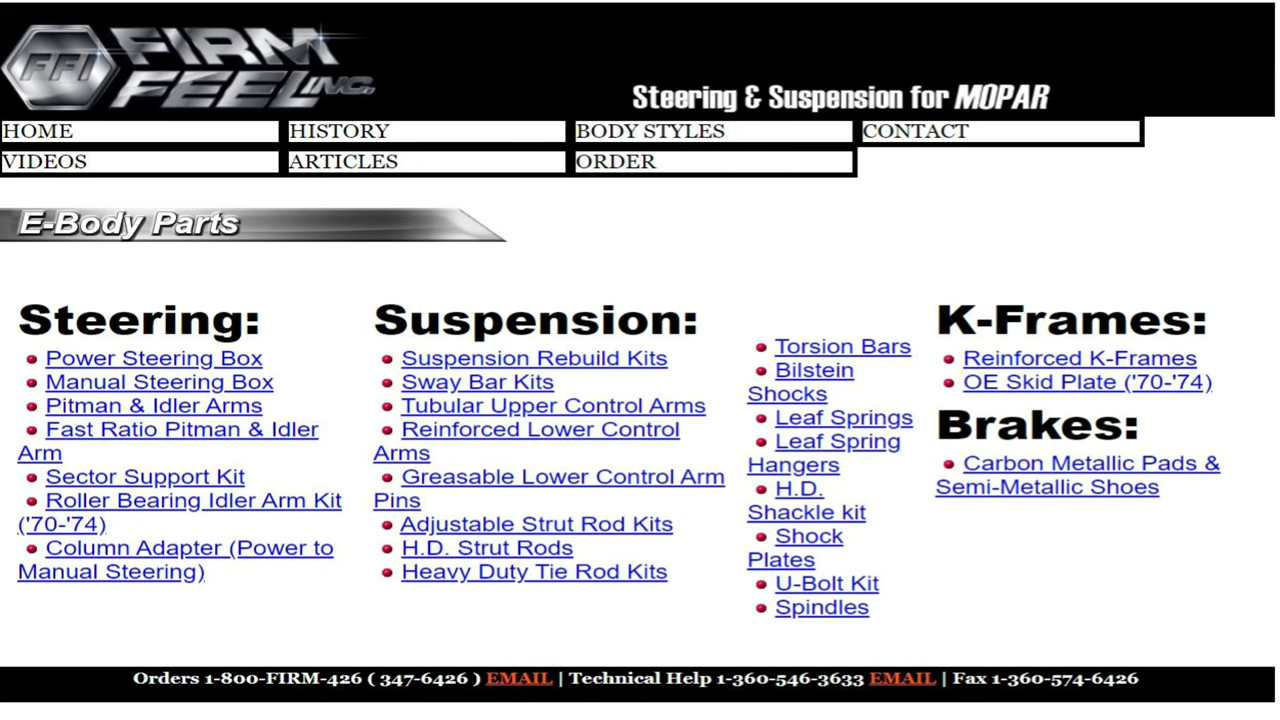 FFI
FIRM
FEEL INC.
Steering & Suspension for MOPAR
HOME HISTORY BODY STYLES CONTACT
VIDEOS ARTICLES ORDER
E-Body Parts
Steering:
Power Steering Box
Manual Steering Box
Pitman & Idler Arms
Fast Ratio Pitman & Idler
Arm
Sector Support Kit
Roller Bearing Idler Arm Kit
('70-'74)
Column Adapter (Power to
Manual Steering)
Suspension:
Suspension Rebuild Kits
Sway Bar Kits
Tubular Upper Control Arms
Reinforced Lower Control
Arms
Greasable Lower Control Arm
Pins
Adjustable Strut Rod Kits
H.D. Strut Rods
Heavy Duty Tie Rod Kits
Torsion Bars
Bilstein
Shocks
Leaf Springs
Leaf Spring
Hangers
H.D.
Shackle kit
Shock
Plates
U-Bolt Kit
Spindles
K-Frames:
Reinforced K-Frames
OE Skid Plate ('70-'74)
Brakes:
Carbon Metallic Pads &
Semi-Metallic Shoes
Orders 1-800-FIRM-426 ( 347-6426 ) EMAIL | Technical Help 1-360-546-3633 EMAIL | Fax 1-360-574-6426